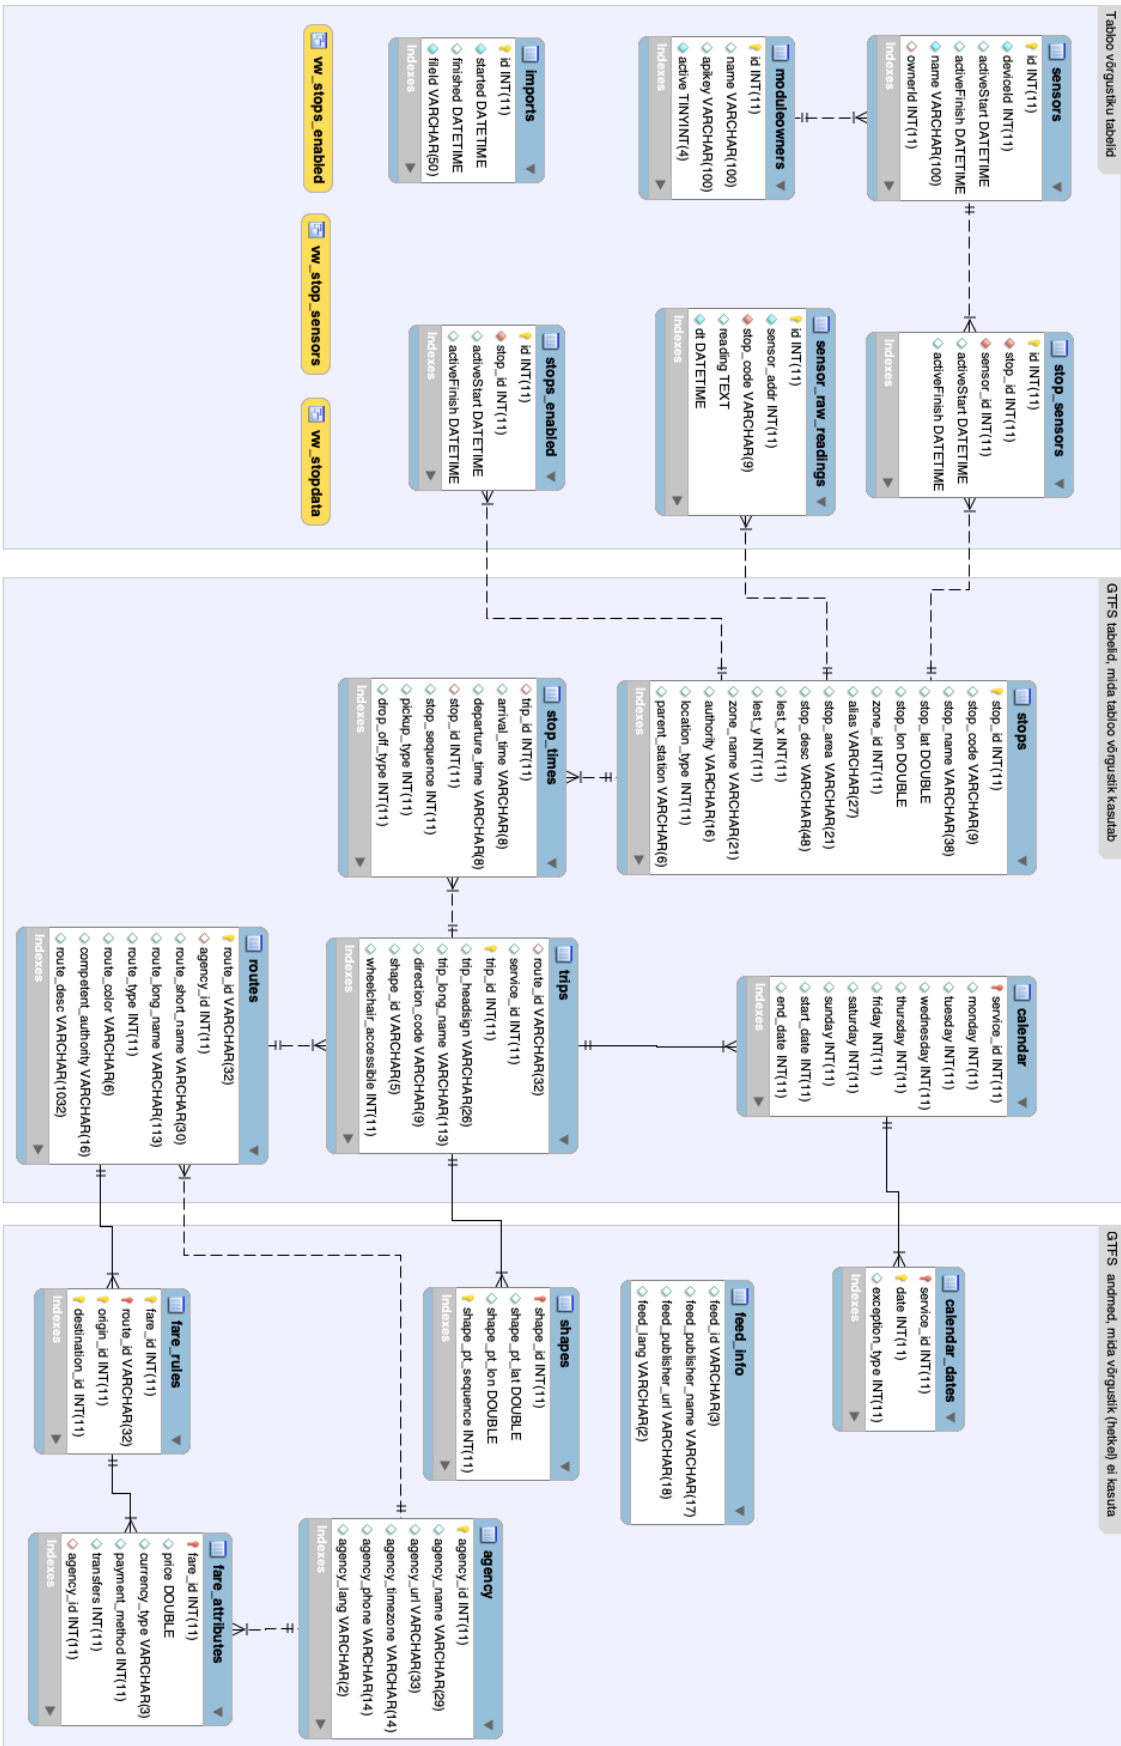 Tabloo võrgustiku tabelid
sensors
id INT(11)
deviceId INT(11)
activeStart DATETIME
activeFinish DATETIME
name VARCHAR(100)
ownerId INT(11)
Indexes
stop_sensors
id INT(11)
stop_id INT(11)
sensor_id INT(11)
activeStart DATETIME
activeFinish DATETIME
Indexes
moduleowners
id INT(11)
name VARCHAR(100)
apikey VARCHAR(100)
active TINYINT(4)
Indexes
sensor_raw_readings
id INT(11)
sensor_addr INT(11)
stop_code VARCHAR(9)
reading TEXT
dt DATETIME
Indexes
imports
id INT(11)
started DATETIME
finished DATETIME
fileId VARCHAR(50)
Indexes
stops_enabled
id INT(11)
stop_id INT(11)
activeStart DATETIME
activeFinish DATETIME
Indexes
vw_stops_enabled
vw_stop_sensors
vw_stopdata
GTFS tabelid, mida tabloo võrgustik kasutab
stops
stop_id INT(11)
stop_code VARCHAR(9)
stop_name VARCHAR(38)
stop_lat DOUBLE
stop_lon DOUBLE
zone_id INT(11)
alias VARCHAR(27)
stop_area VARCHAR(21)
stop_desc VARCHAR(48)
lest_x INT(11)
lest_y INT(11)
zone_name VARCHAR(21)
authority VARCHAR(16)
location_type INT(11)
parent_station VARCHAR(6)
Indexes
calendar
service_id INT(11)
monday INT(11)
tuesday INT(11)
wednesday INT(11)
thursday INT(11)
friday INT(11)
saturday INT(11)
sunday INT(11)
start_date INT(11)
end_date INT(11)
Indexes
stop_times
trip_id INT(11)
arrival_time VARCHAR(8)
departure_time VARCHAR(8)
stop_id INT(11)
stop_sequence INT(11)
pickup_type INT(11)
drop_off_type INT(11)
Indexes
trips
route_id VARCHAR(32)
service_id INT(11)
trip_id INT(11)
trip_headsign VARCHAR(26)
trip_long_name VARCHAR(113)
direction_code VARCHAR(9)
shape_id VARCHAR(5)
wheelchair_accessible INT(11)
Indexes
routes
route_id VARCHAR(32)
agency_id INT(11)
route_short_name VARCHAR(30)
route_long_name VARCHAR(113)
route_type INT(11)
route_color VARCHAR(6)
competent_authority VARCHAR(16)
route_desc VARCHAR(1032)
Indexes
GTFS andmed, mida võrgustik (hetkel) ei kasuta
calendar_dates
service_id INT(11)
date INT(11)
exception_type INT(11)
Indexes
feed_info
feed_id VARCHAR(3)
feed_publisher_name VARCHAR(17)
feed_publisher_url VARCHAR(18)
feed_lang VARCHAR(2)
Indexes
shapes
shape_id INT(11)
shape_pt_lat DOUBLE
shape_pt_lon DOUBLE
shape_pt_sequence INT(11)
Indexes
agency
agency_id INT(11)
agency_name VARCHAR(29)
agency_url VARCHAR(33)
agency_timezone VARCHAR(14)
agency_phone VARCHAR(14)
agency_lang VARCHAR(2)
Indexes
fare_rules
fare_id INT(11)
route_id VARCHAR(32)
origin_id INT(11)
destination_id INT(11)
Indexes
fare_attributes
fare_id INT(11)
price DOUBLE
currency_type VARCHAR(3)
payment_method INT(11)
transfers INT(11)
agency_id INT(11)
Indexes